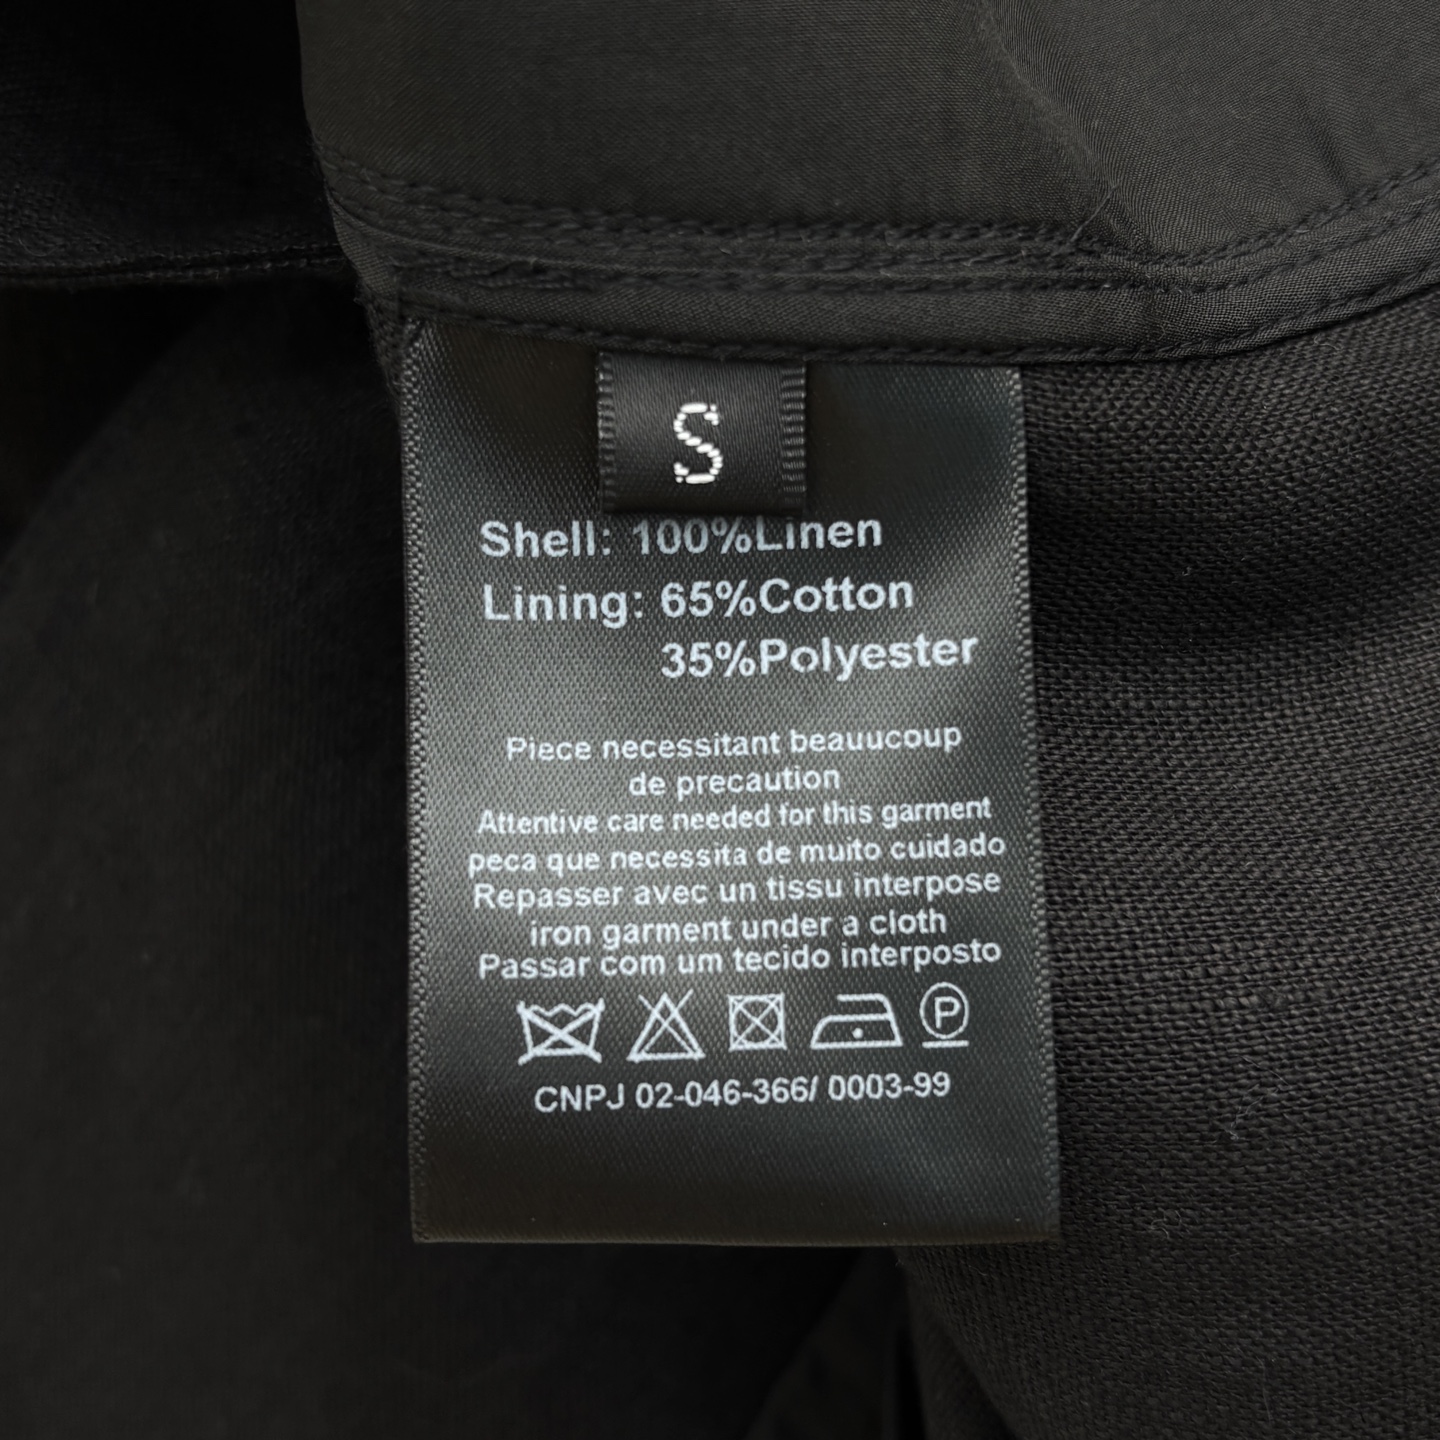 S
Shell: 100%Linen
Lining: 65%Cotton
35%Polyester
Piece necessitant beauucoup
de precaution
Attentive care needed for this garment
peca que necessita de muito cuidado
Repasser avec un tissu interpose
iron garment under a cloth
Passar com um tecido interposto
P
CNPJ 02-046-366/ 0003-99